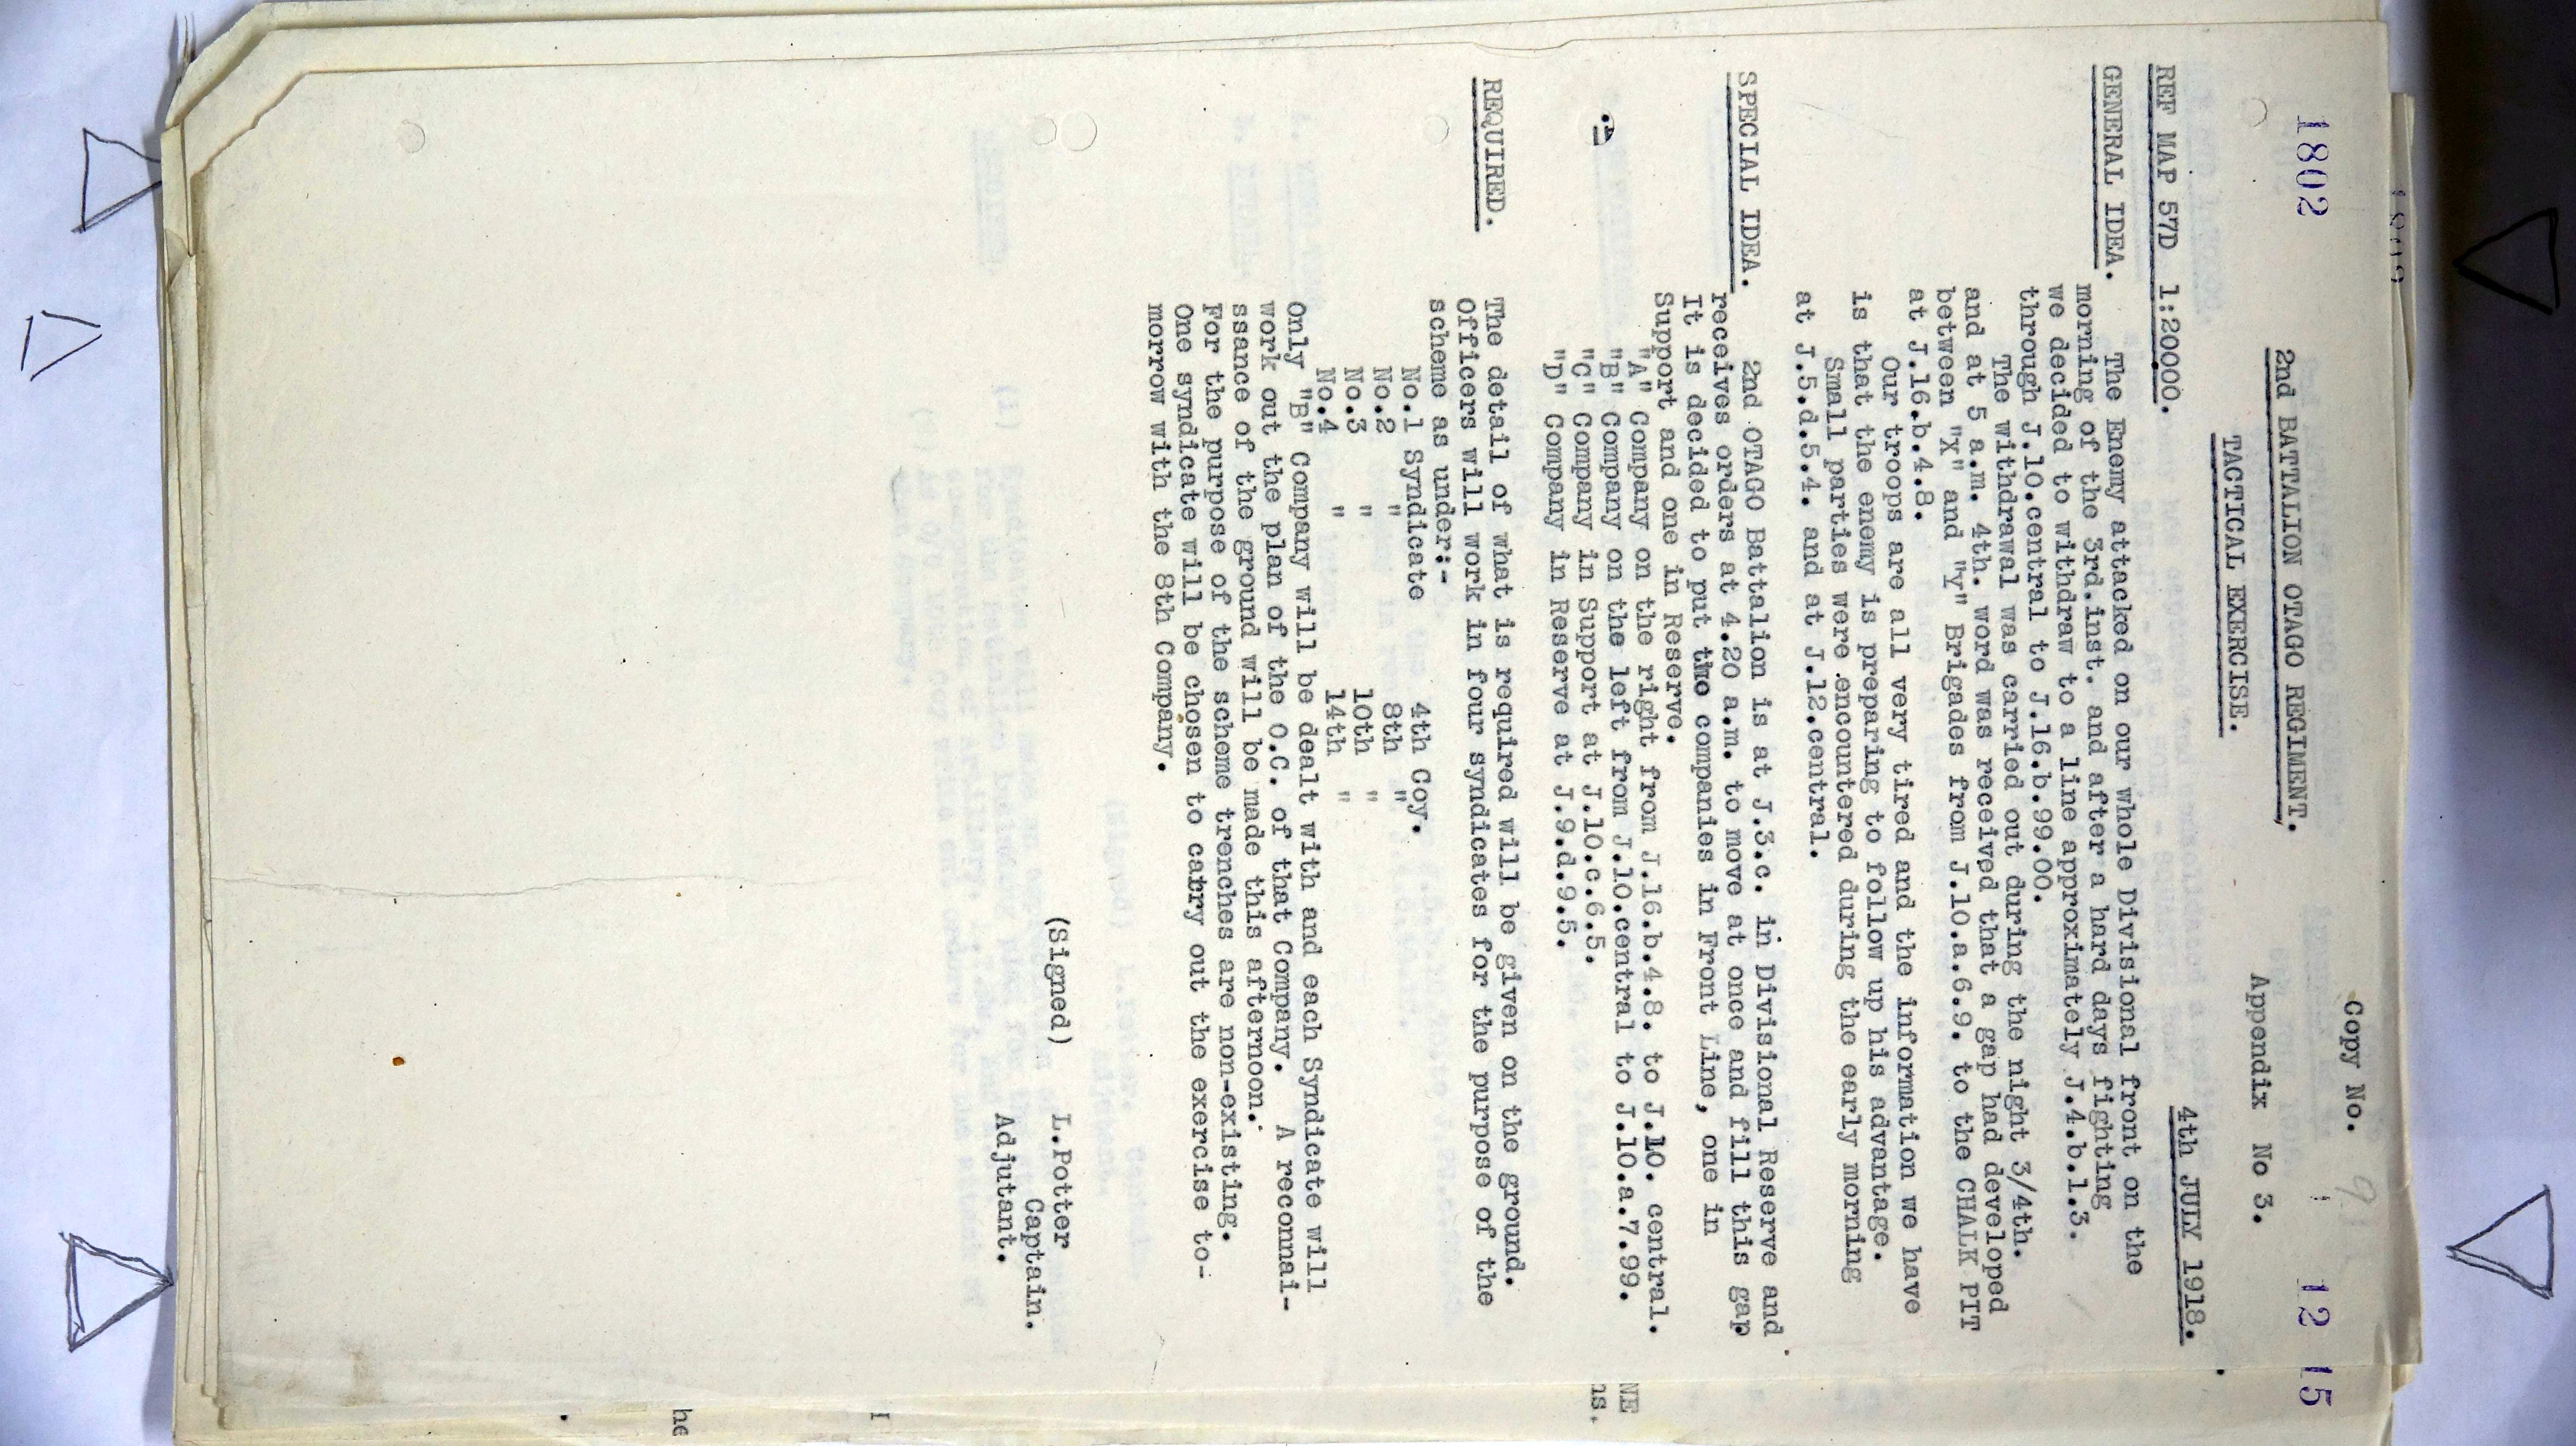 1802
Copy No. 9
1 12 15
2nd BATTALION OTAGO REGIMENT.
Appendix No 3.
TACTICAL EXERCISE.
REF MAP 57D 1:20000.
4th JULY 1918.
GENERAL IDEA.
The Enemy attacked on our whole Divisional front on the
morning of the 3rd.inst. and after a hard days fighting
we decided to withdraw to a line approximately J.4.b.1.3.
through J.10.central to J.16.b.99.00.
The withdrawal was carried out during the night 3/4th.
and at 5 a.m. 4th. word was received that a gap had developed
between "X" and "Y" Brigades from J.10.a.6.9. to the CHALK PIT
at J.16.b.4.8.
Our troops are all very tired and the information we have
is that the enemy is preparing to follow up his advantage.
Small parties were encountered during the early morning
at J.5.d.5.4. and at J.12.central.
SPECIAL IDEA.
2nd OTAGO Battalion is at J.3.c. in Divisional Reserve and
receives orders at 4.20 a.m. to move at once and fill this gap
It is decided to put two companies in Front Line, one in
Support and one in Reserve.
"A" Company on the right from J.16.b.4.8. to J.10. central.
"B" Company on the left from J.10.central to J.10.a.7.99.
"C" Company in Support at J.10.c.6.5.
"D" Company in Reserve at J.9.d.9.5.
REQUIRED.
The detail of what is required will be given on the ground.
Officers will work in four syndicates for the purpose of the
scheme as under:-
No.1 Syndicate 4th Coy.
No.2 " 8th "
No.3 " 10th "
No.4 " 14th "
Only "B" Company will be dealt with and each Syndicate will
work out the plan of the O.C. of that Company. A reconnai-
ssance of the ground will be made this afternoon.
For the purpose of the scheme trenches are non-existing.
One syndicate will be chosen to carry out the exercise to-
morrow with the 8th Company.
(Signed) L.Potter
Captain.
Adjutant.
NE
ns.
I
he